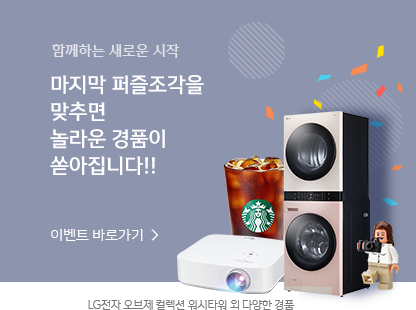 함께하는 새로운 시작
마지막 퍼즐조각을
맞추면
놀라운 경품이
쏟아집니다!!
이벤트 바로가기 >
LG전자 오브제 컬렉션 워시타워 외 다양한 경품